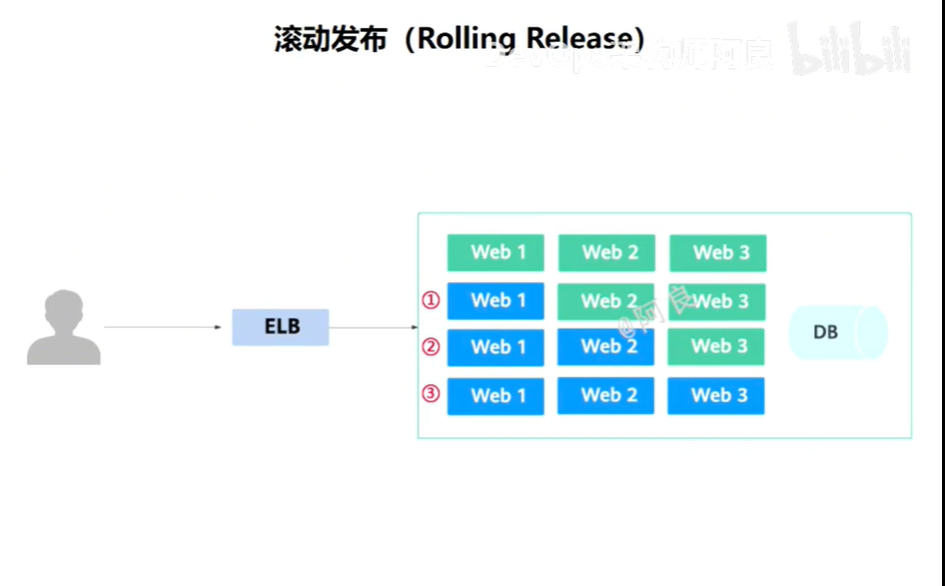 滚动发布（Rolling Release）
bilibili
Web 1 Web 2 Web 3
① Web 1 Web 2 Web 3
ELB
② Web 1 Web 2 Web 3
DB
③ Web 1 Web 2 Web 3
@阿良